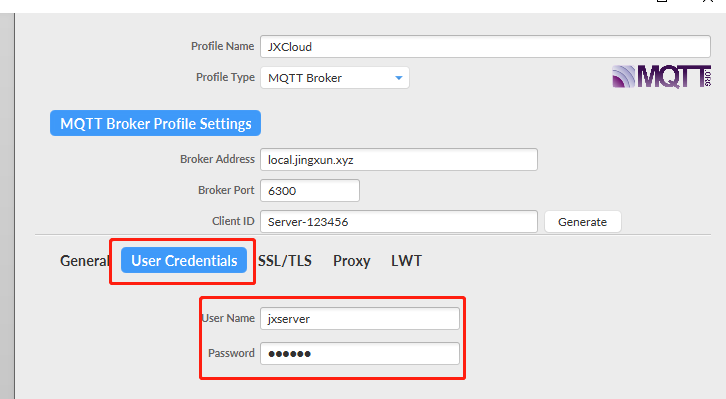 Profile Name JXCloud
Profile Type MQTT Broker
MQTT.ORG
MQTT Broker Profile Settings
Broker Address local.jingxun.xyz
Broker Port 6300
Client ID Server-123456 Generate
General User Credentials SSL/TLS Proxy LWT
User Name jxserver
Password ••••••